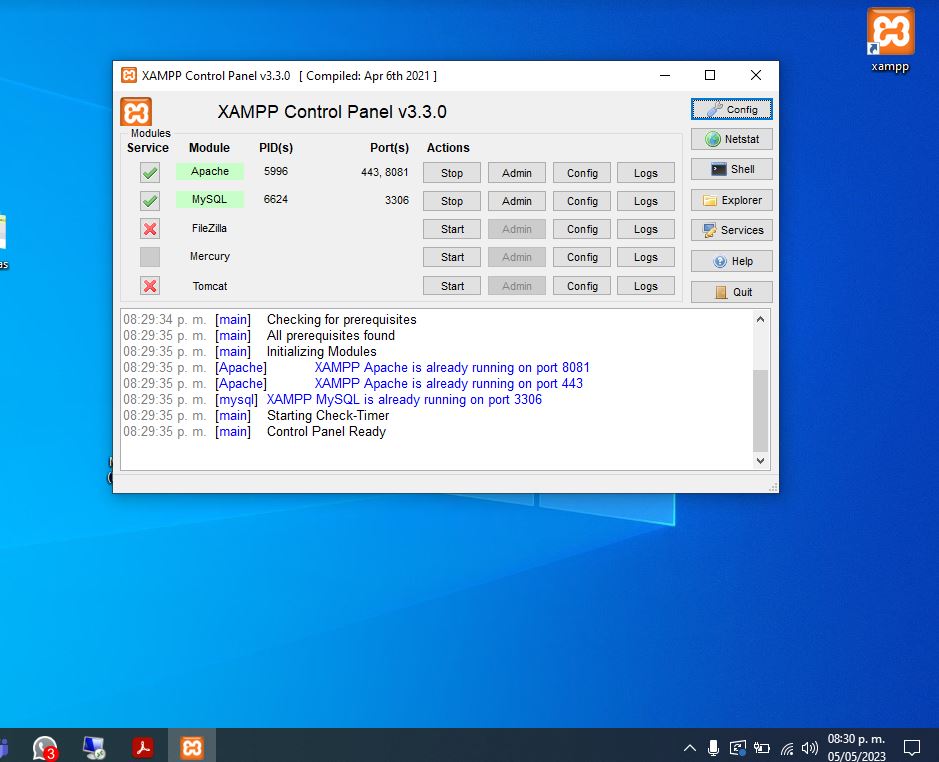 xampp
XAMPP Control Panel v3.3.0 [ Compiled: Apr 6th 2021 ]
XAMPP Control Panel v3.3.0
Config
Netstat
Shell
Explorer
Services
Help
Quit
Modules
Service Module PID(s) Port(s) Actions
Apache 5996 443, 8081 Stop Admin Config Logs
MySQL 6624 3306 Stop Admin Config Logs
FileZilla Start Admin Config Logs
Mercury Start Admin Config Logs
Tomcat Start Admin Config Logs
08:29:34 p. m. [main] Checking for prerequisites
08:29:35 p. m. [main] All prerequisites found
08:29:35 p. m. [main] Initializing Modules
08:29:35 p. m. [Apache] XAMPP Apache is already running on port 8081
08:29:35 p. m. [Apache] XAMPP Apache is already running on port 443
08:29:35 p. m. [mysql] XAMPP MySQL is already running on port 3306
08:29:35 p. m. [main] Starting Check-Timer
08:29:35 p. m. [main] Control Panel Ready
3
08:30 p. m.
05/05/2023